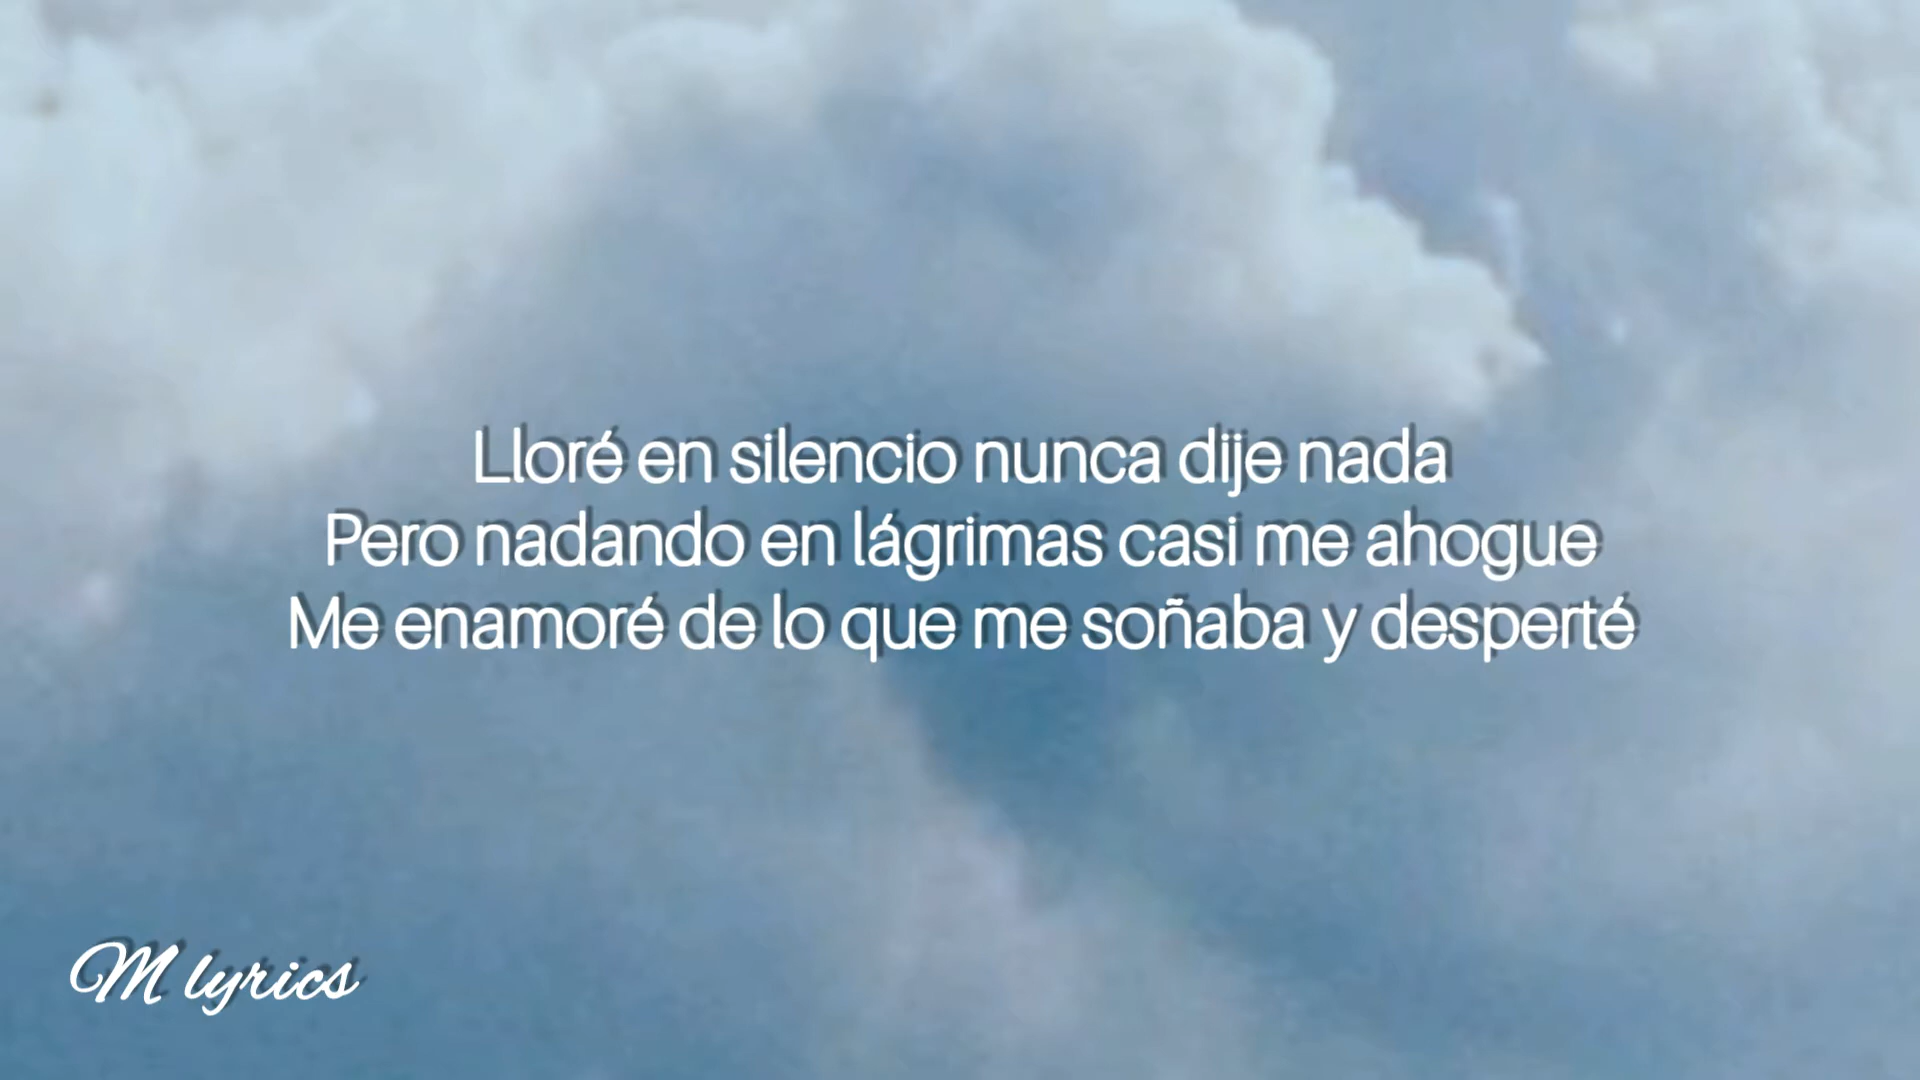 Lloré en silencio nunca dije nada
Pero nadando en lágrimas casi me ahogue
Me enamoré de lo que me soñaba y desperté
M lyrics